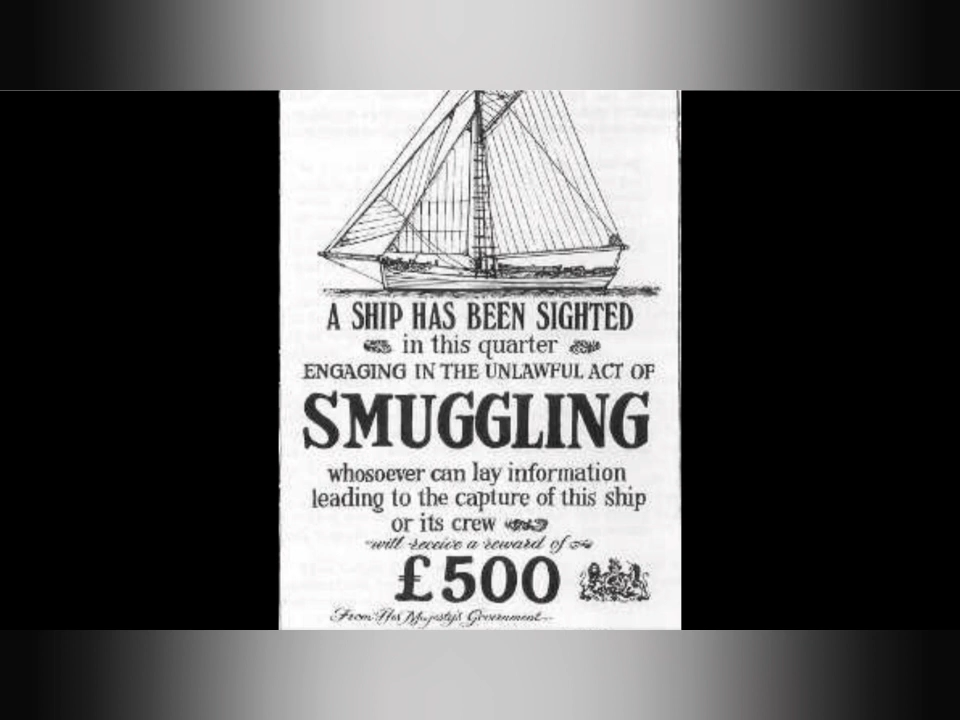 A SHIP HAS BEEN SIGHTED
in this quarter
ENGAGING IN THE UNLAWFUL ACT OF
SMUGGLING
whosoever can lay information
leading to the capture of this ship
or its crew
will receive a reward of
£500
From His Majesty's Government